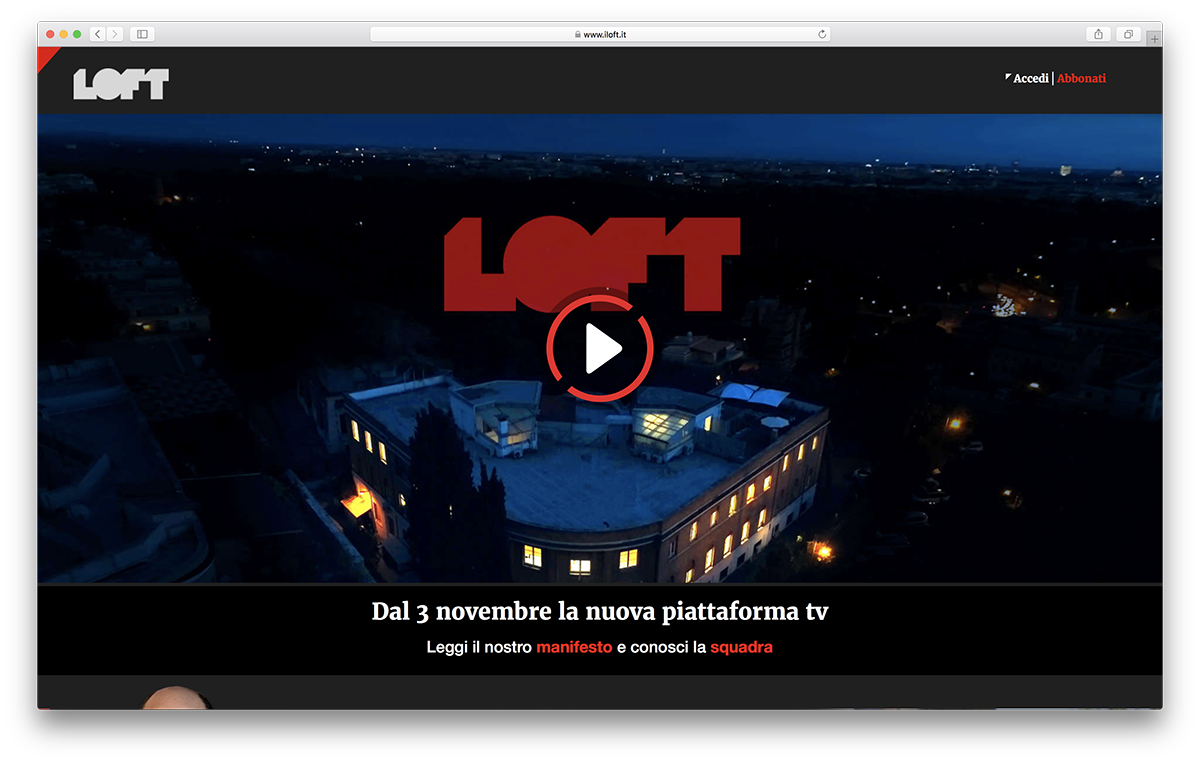 www.iloft.it
LOFT
Accedi | Abbonati
LOFT
Dal 3 novembre la nuova piattaforma tv
Leggi il nostro manifesto e conosci la squadra